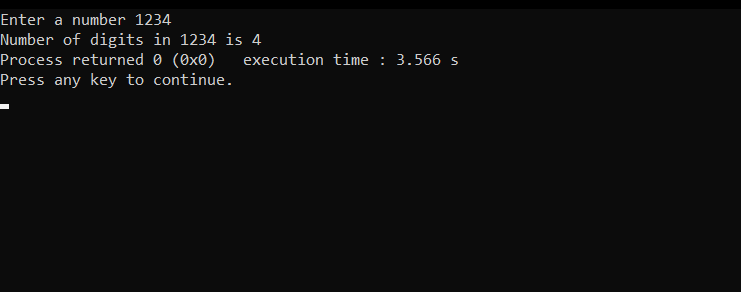 Enter a number 1234
Number of digits in 1234 is 4
Process returned 0 (0x0)   execution time : 3.566 s
Press any key to continue.